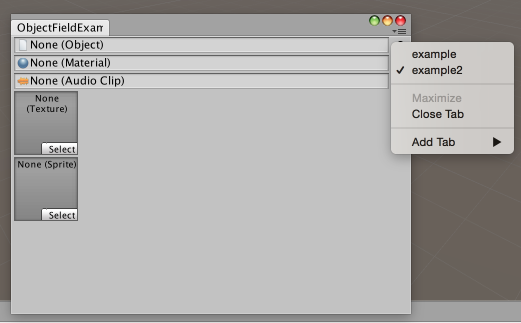 ObjectFieldExam
None (Object)
None (Material)
None (Audio Clip)
None
(Texture)
Select
None (Sprite)
Select
example
✓ example2
Maximize
Close Tab
Add Tab